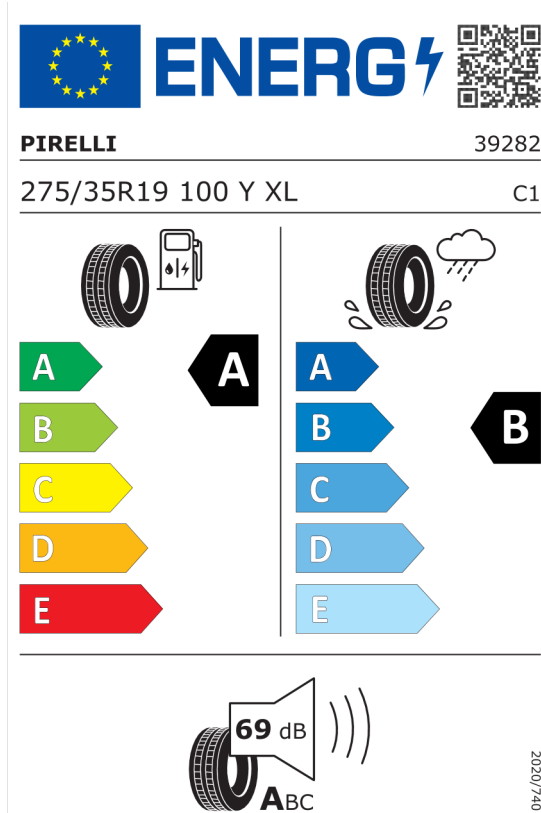 ENERG
PIRELLI 39282
275/35R19 100 Y XL C1
A A A
B B B
C C
D D
E E
69 dB
ABC
2020/740